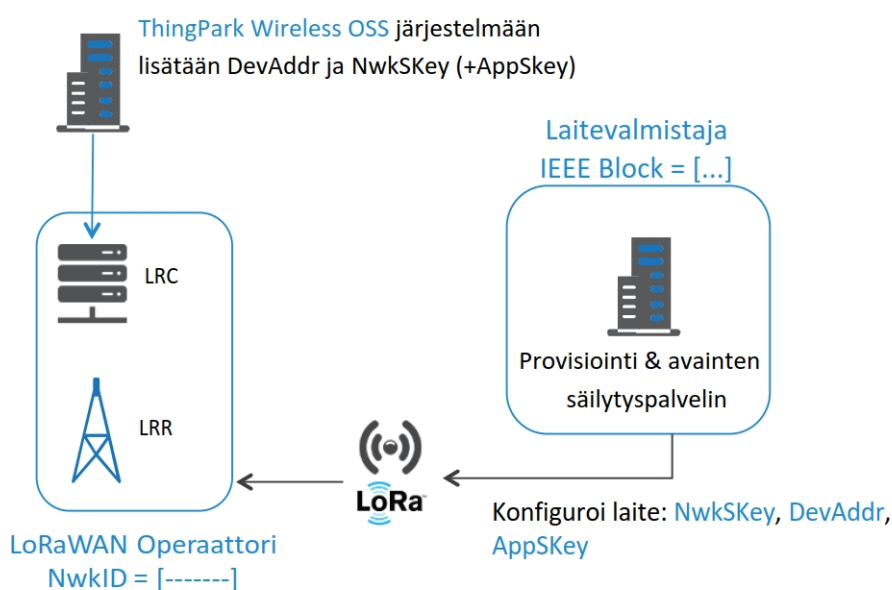 ThingPark Wireless OSS järjestelmään
lisätään DevAddr ja NwkSKey (+AppSkey)
Laitevalmistaja
IEEE Block = [...]
LRC
Provisiointi & avainten
säilytyspalvelin
LRR
LoRa™
Konfiguroi laite: NwkSKey, DevAddr,
AppSKey
LoRaWAN Operaattori
NwkID = [-------]